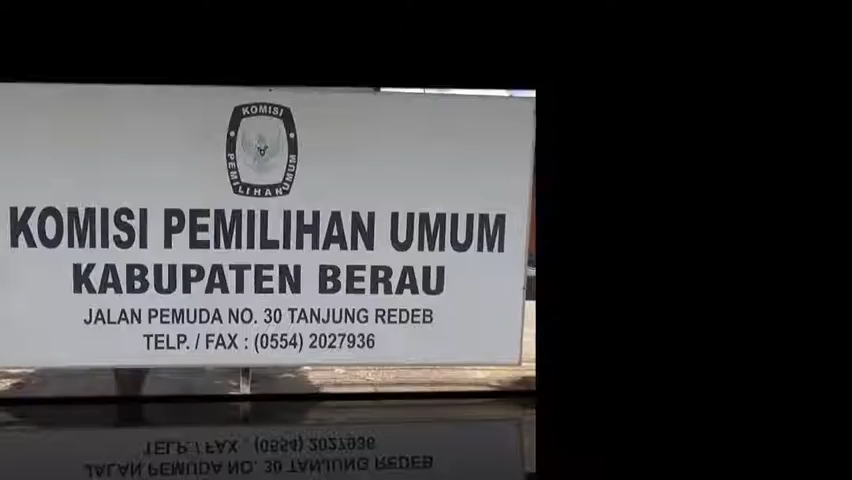 KOMISI
PEMILIHAN UMUM
KOMISI PEMILIHAN UMUM
KABUPATEN BERAU
JALAN PEMUDA NO. 30 TANJUNG REDEB
TELP. / FAX : (0554) 2027936